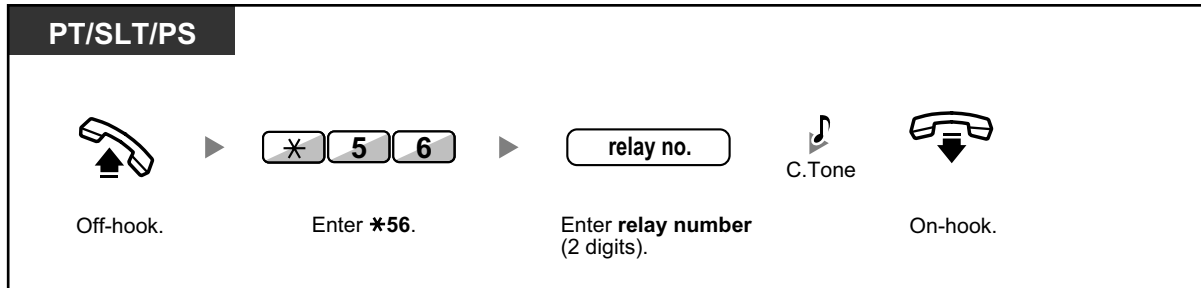 PT/SLT/PS
✳ 5 6
relay no.
C.Tone
Off-hook.
Enter ✳56.
Enter relay number
(2 digits).
On-hook.